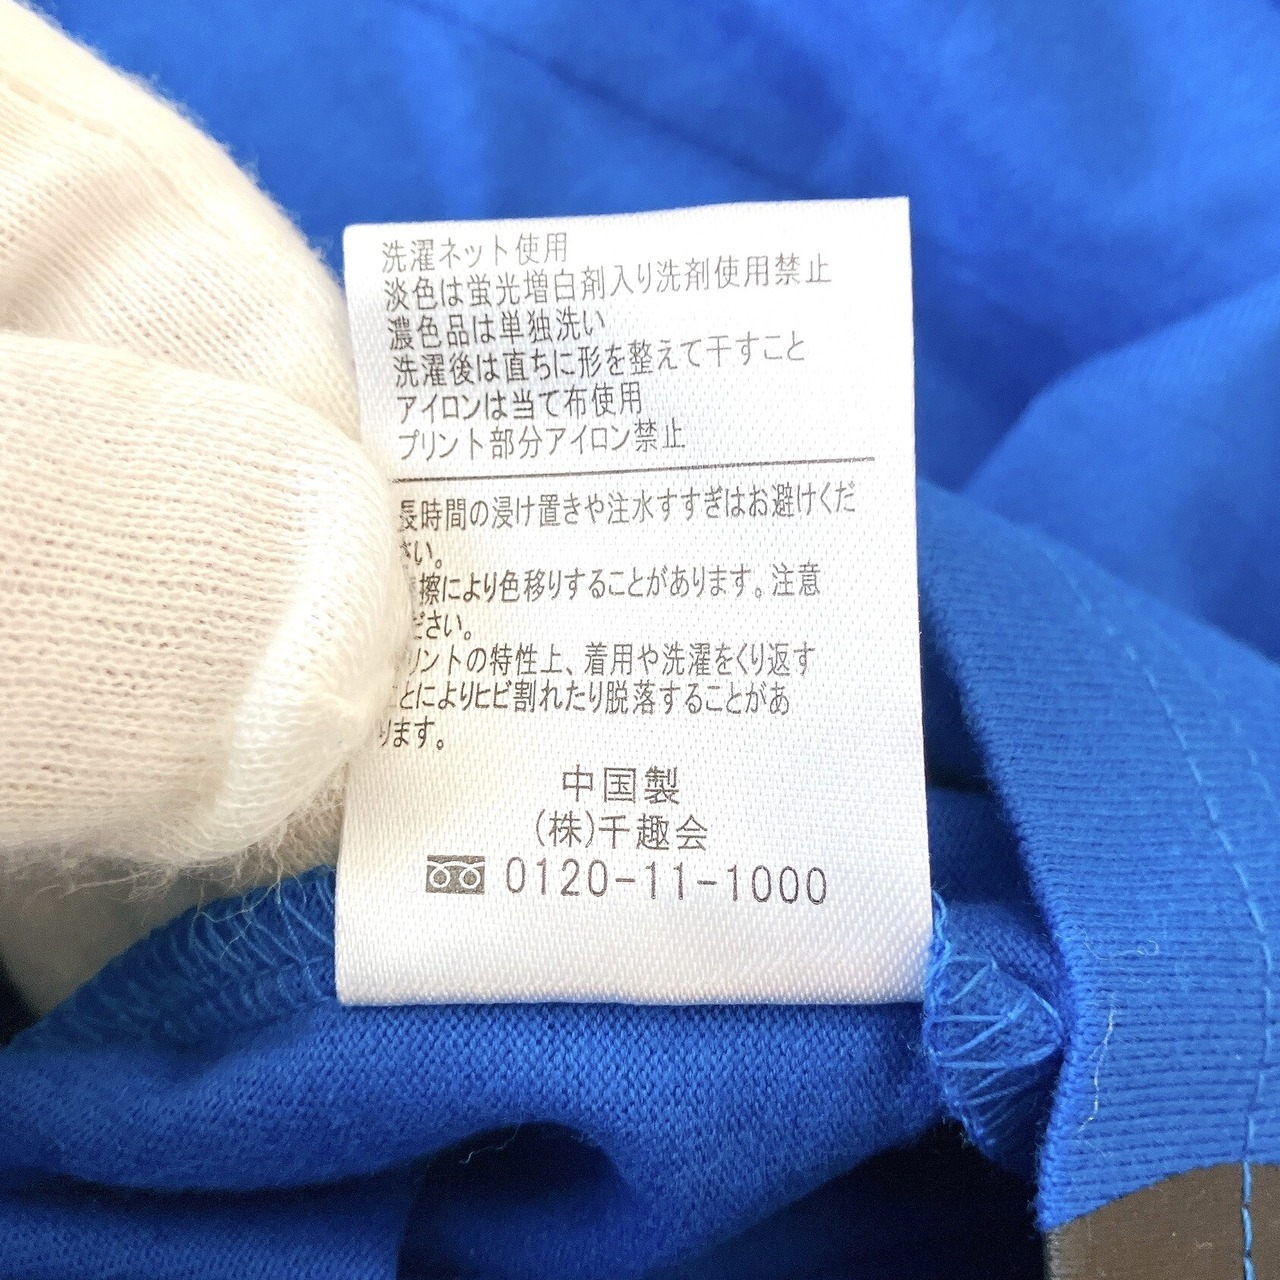 洗濯ネット使用
淡色は蛍光増白剤入り洗剤使用禁止
濃色品は単独洗い
洗濯後は直ちに形を整えて干すこと
アイロンは当て布使用
プリント部分アイロン禁止
長時間の浸け置きや注水すすぎはお避けくだ
さい。
擦により色移りすることがあります。注意
ださい。
リントの特性上、着用や洗濯をくり返す
ことによりヒビ割れたり脱落することがあ
ります。
中国製
(株)千趣会
0120-11-1000